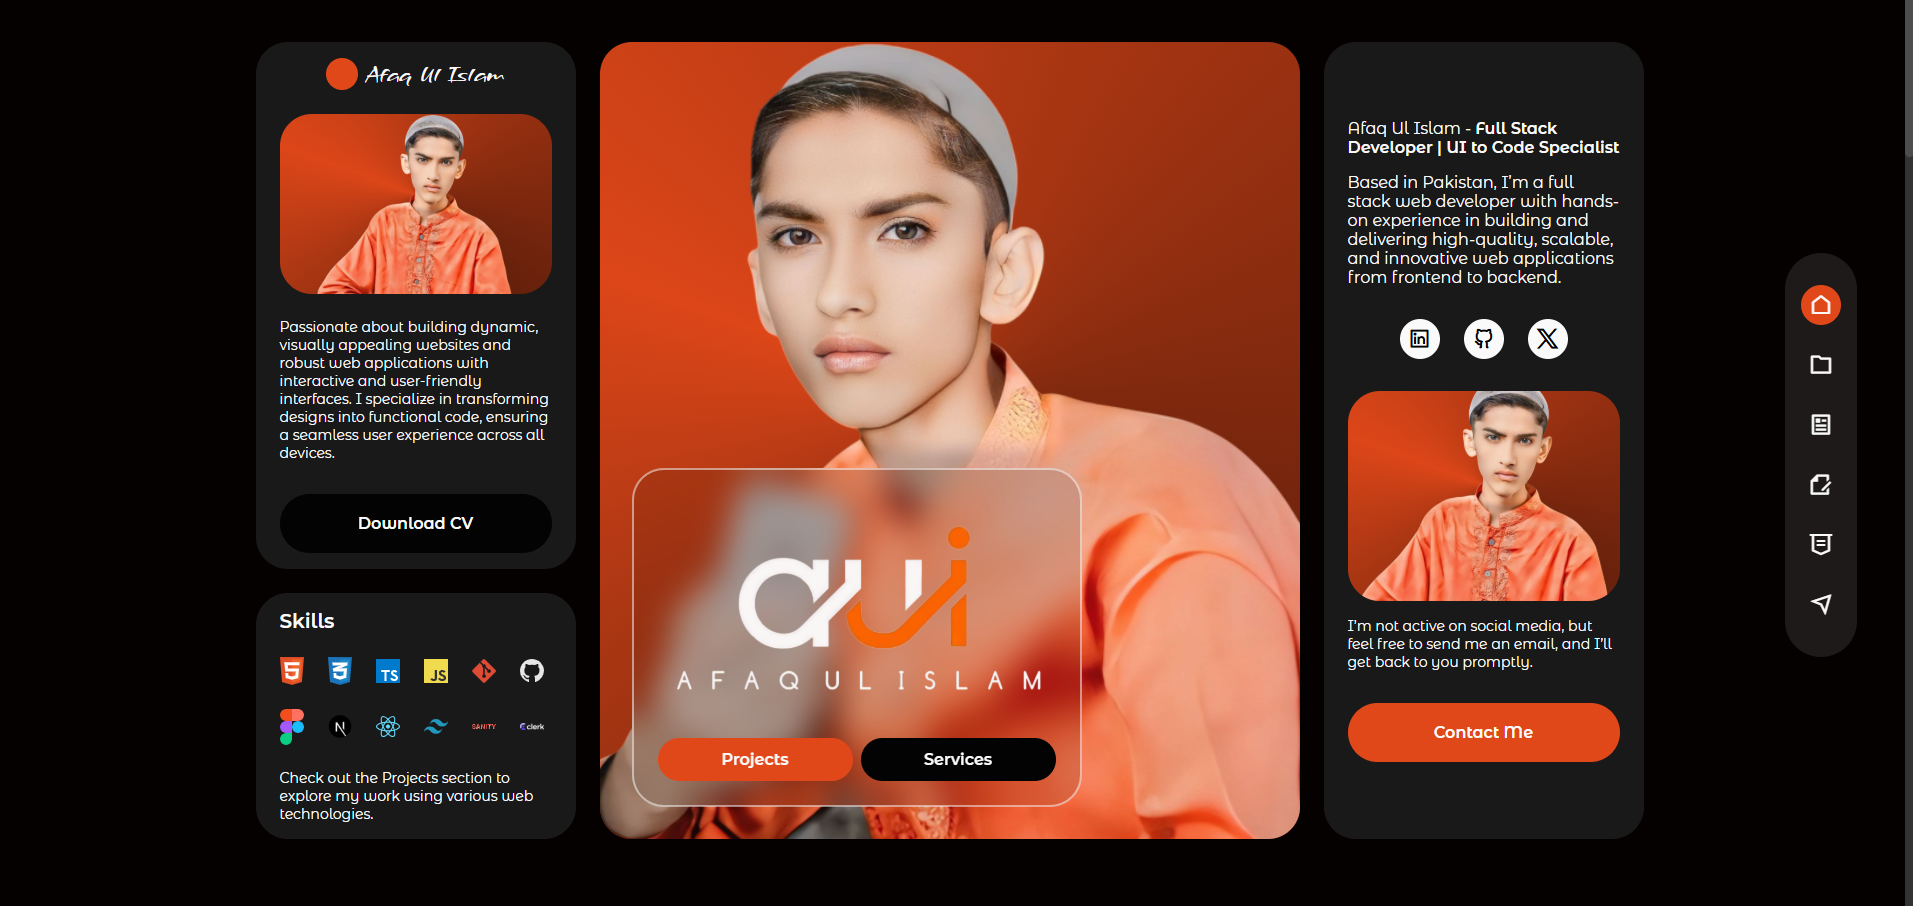 Afaq Ul Islam
Passionate about building dynamic,
visually appealing websites and
robust web applications with
interactive and user-friendly
interfaces. I specialize in transforming
designs into functional code, ensuring
a seamless user experience across all
devices.
Download CV
Skills
5
3
TS
JS
N
SANITY
clerk
Check out the Projects section to
explore my work using various web
technologies.
aui
AFAQULISLAM
Projects
Services
Afaq Ul Islam - Full Stack
Developer | UI to Code Specialist
Based in Pakistan, I'm a full
stack web developer with hands-
on experience in building and
delivering high-quality, scalable,
and innovative web applications
from frontend to backend.
in
X
I'm not active on social media, but
feel free to send me an email, and I'll
get back to you promptly.
Contact Me